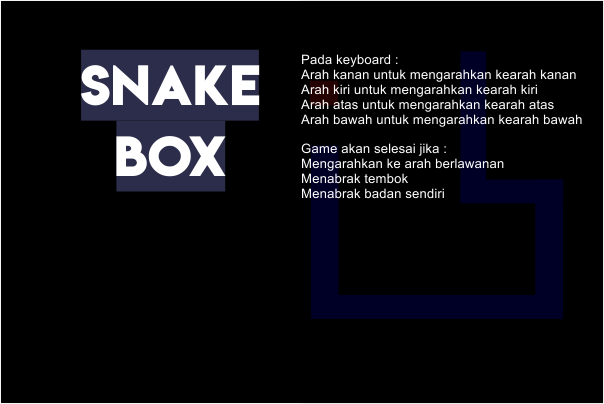 SNAKE
BOX
Pada keyboard :
Arah kanan untuk mengarahkan kearah kanan
Arah kiri untuk mengarahkan kearah kiri
Arah atas untuk mengarahkan kearah atas
Arah bawah untuk mengarahkan kearah bawah
Game akan selesai jika :
Mengarahkan ke arah berlawanan
Menabrak tembok
Menabrak badan sendiri